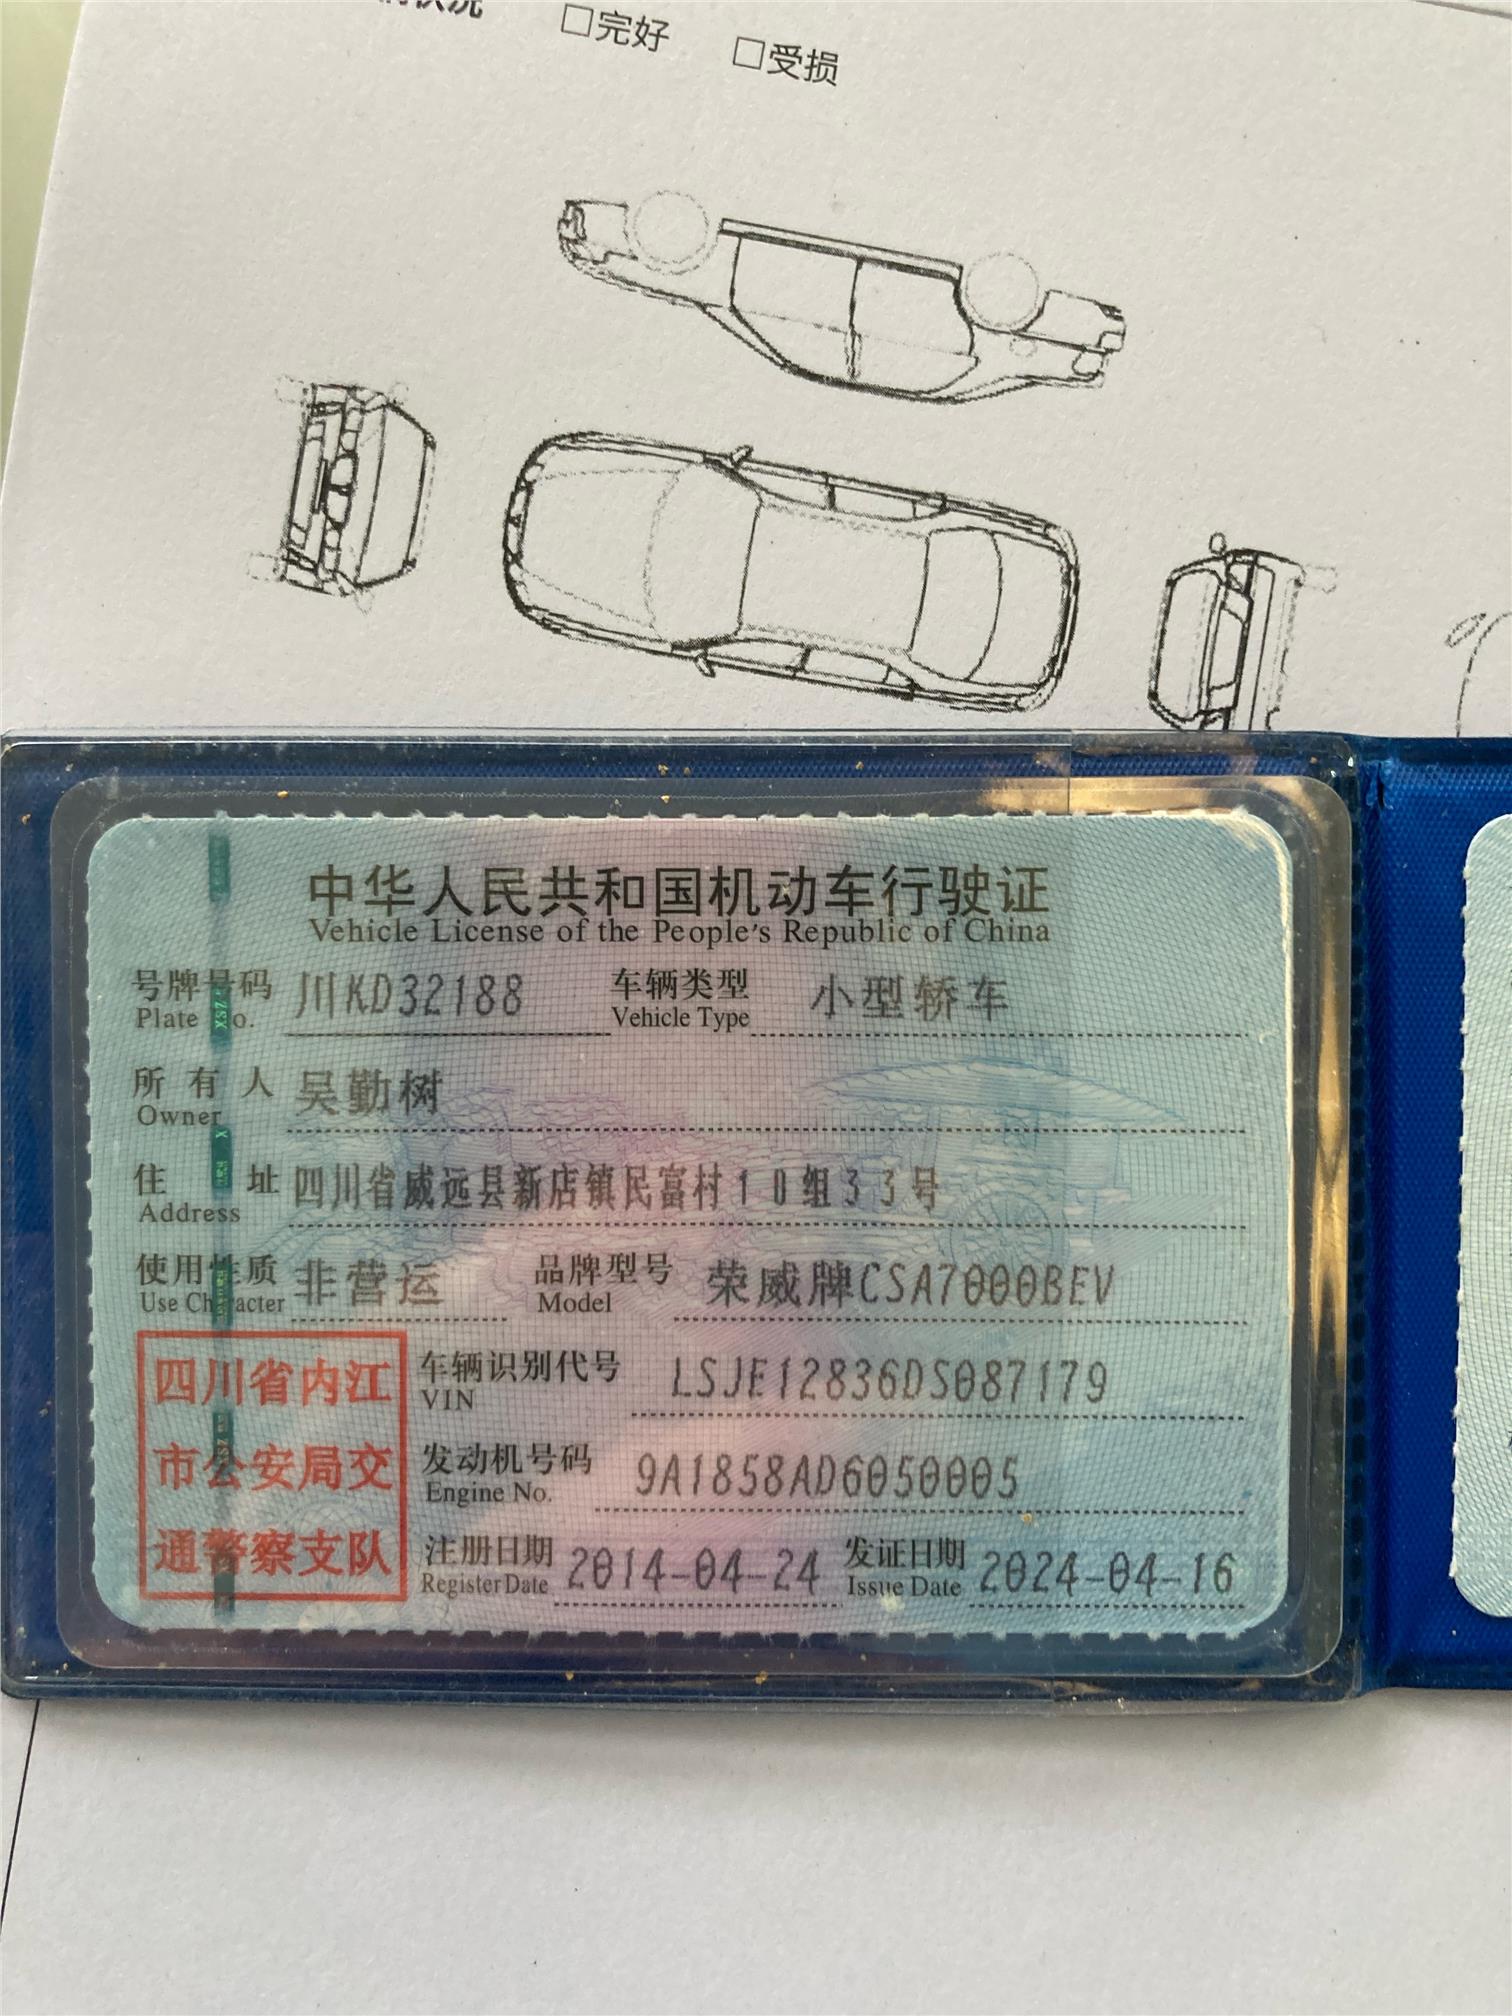 □完好 □受损
中华人民共和国机动车行驶证
Vehicle License of the People's Republic of China
号牌号码 川KD32188 车辆类型 小型轿车
Plate No. Vehicle Type
所有人 吴勤树
Owner
住址 四川省威远县新店镇民富村10组33号
Address
使用性质 非营运 品牌型号 荣威牌CSA7000BEV
Use Character Model
四川省内江
市公安局交
通警察支队
车辆识别代号 LSJE12836DS087179
VIN
发动机号码 9A1858AD6050005
Engine No.
注册日期 2014-04-24 发证日期 2024-04-16
Register Date Issue Date